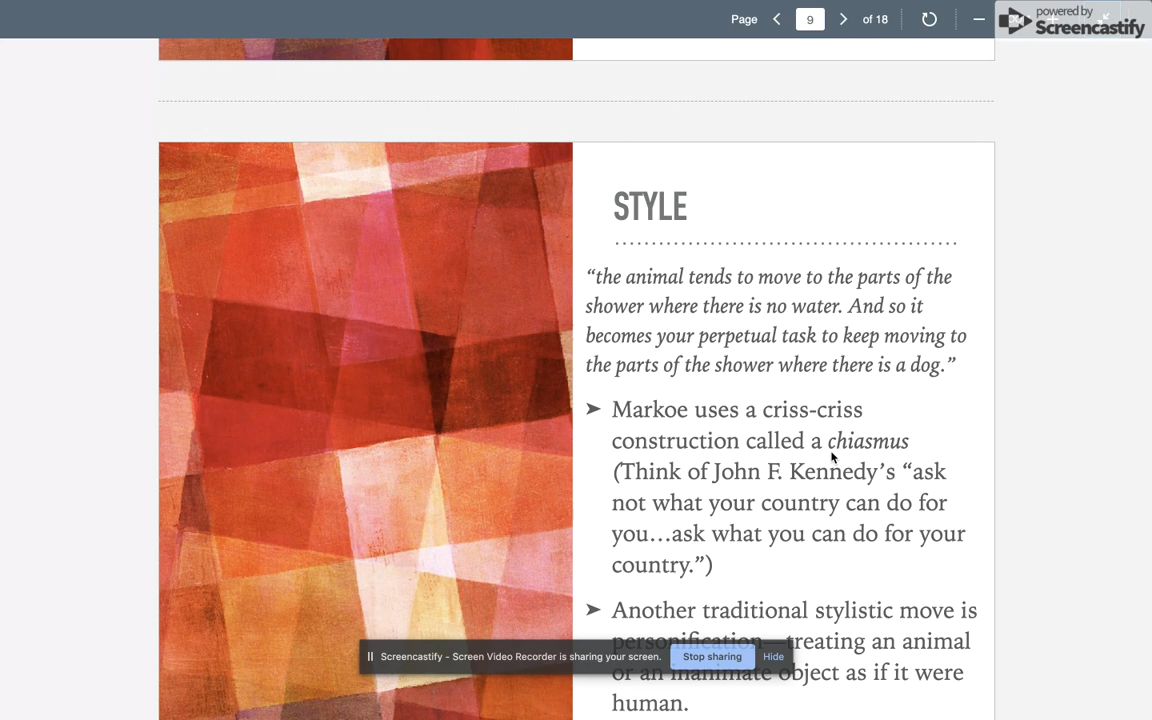 Page 9 of 18
powered by
Screencastify
STYLE
“the animal tends to move to the parts of the
shower where there is no water. And so it
becomes your perpetual task to keep moving to
the parts of the shower where there is a dog.”
➤ Markoe uses a criss-criss
construction called a chiasmus
(Think of John F. Kennedy’s “ask
not what your country can do for
you…ask what you can do for your
country.”)
➤ Another traditional stylistic move is
personification—treating an animal
or an inanimate object as if it were
human.
Screencastify - Screen Video Recorder is sharing your screen. Stop sharing Hide